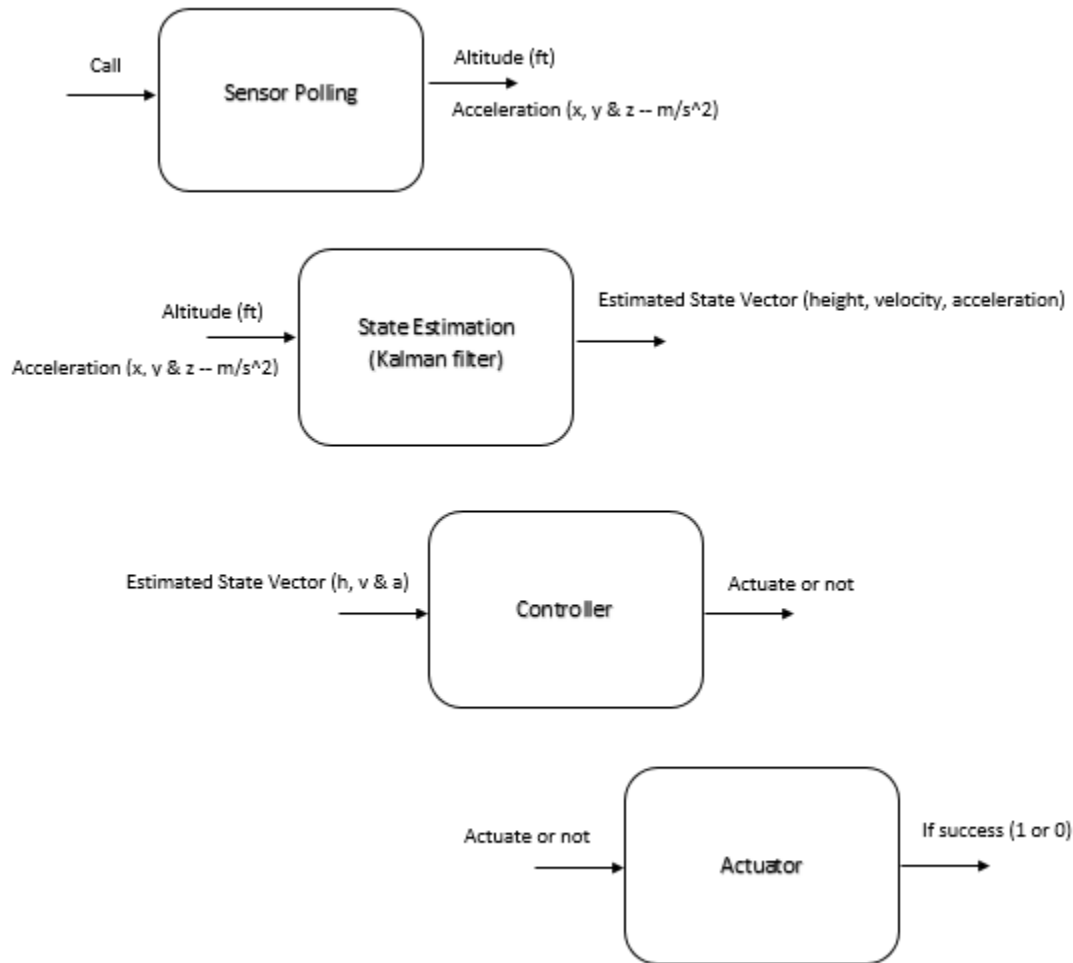 Call
Sensor Polling
Altitude (ft)
Acceleration (x, y & z -- m/s^2)
Altitude (ft)
Acceleration (x, y & z -- m/s^2)
State Estimation
(Kalman filter)
Estimated State Vector (height, velocity, acceleration)
Estimated State Vector (h, v & a)
Controller
Actuate or not
Actuate or not
Actuator
If success (1 or 0)